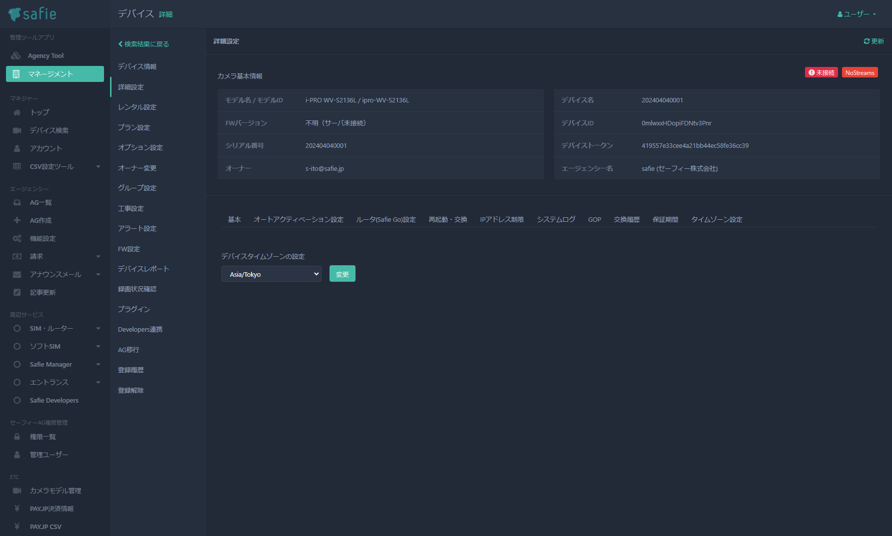 safie
デバイス 詳細
ユーザー
管理ツールアプリ
Agency Tool
マネージメント
マネジャー
トップ
デバイス検索
アカウント
CSV設定ツール
エージェンシー
AG一覧
AG作成
機能設定
請求
アナウンスメール
記事更新
周辺サービス
SIM・ルーター
ソフトSIM
Safie Manager
エントランス
Safie Developers
セーフィーAG権限管理
権限一覧
管理ユーザー
ETC
カメラモデル管理
PAY.JP決済情報
PAY.JP CSV
検索結果に戻る
デバイス情報
詳細設定
レンタル設定
プラン設定
オプション設定
オーナー変更
グループ設定
工事設定
アラート設定
FW設定
デバイスレポート
録画状況確認
プラグイン
Developers連携
AG移行
登録履歴
登録解除
詳細設定
更新
カメラ基本情報
未接続 NoStreams
モデル名 / モデルID i-PRO WV-S2136L / ipro-WV-S2136L
FWバージョン 不明（サーバ未接続）
シリアル番号 202404040001
オーナー s-ito@safie.jp
デバイス名 202404040001
デバイスID 0mlwxxHDopiFONtv3Pnr
デバイストークン 419557e33cee4a21bb44ec58fe36cc39
エージェンシー名 safie (セーフィー株式会社)
基本 オートアクティベーション設定 ルータ(Safie Go)設定 再起動・交換 IPアドレス制限 システムログ GOP 交換履歴 保証期間 タイムゾーン設定
デバイスタイムゾーンの設定
Asia/Tokyo 変更